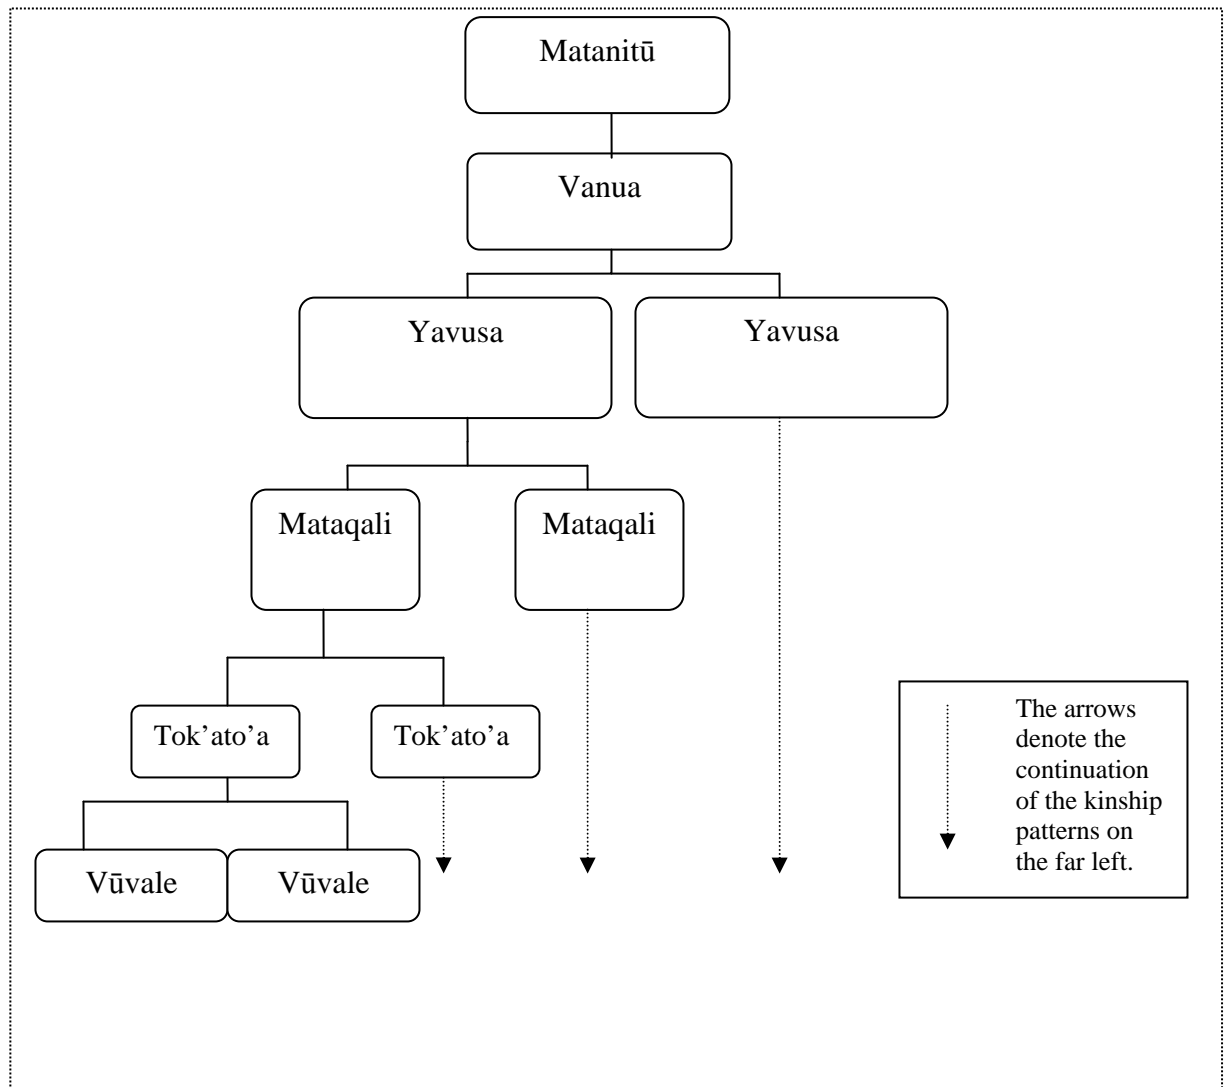 Matanitū
Vanua
Yavusa
Yavusa
Mataqali
Mataqali
Tok’ato’a
Tok’ato’a
Vūvale
Vūvale
The arrows
denote the
continuation
of the kinship
patterns on
the far left.